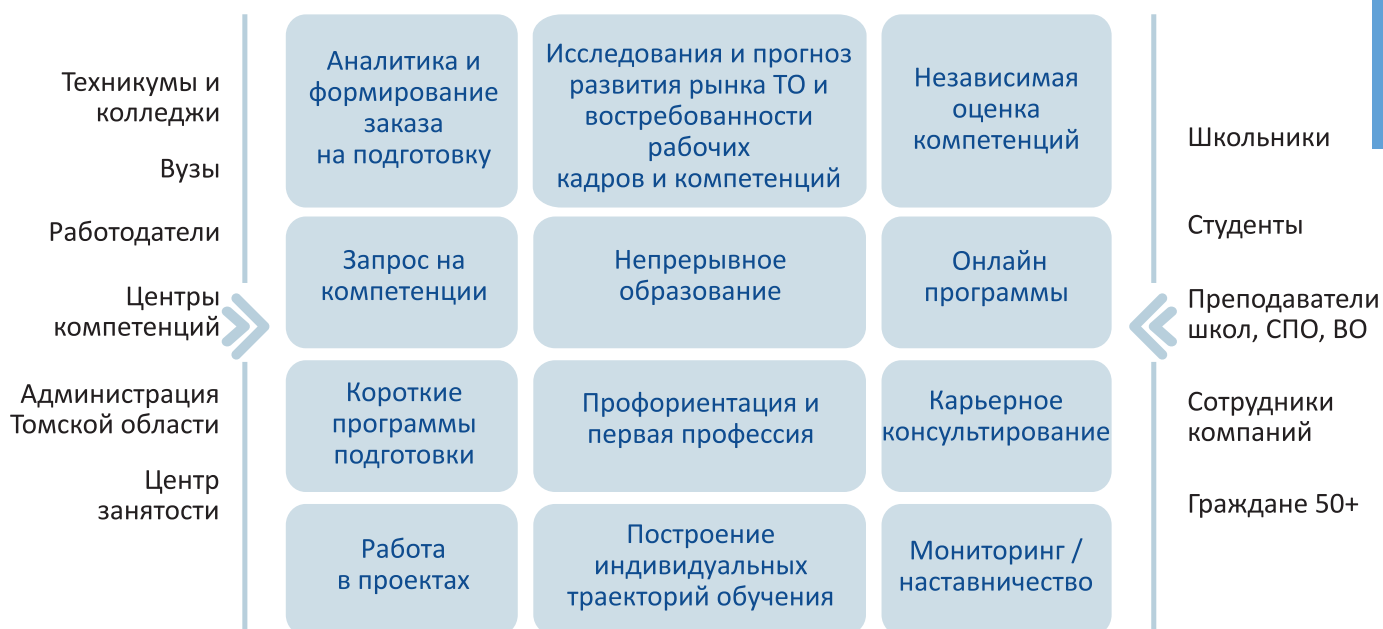 Техникумы и
колледжи
Вузы
Работодатели
Центры
компетенций
Администрация
Томской области
Центр
занятости
Аналитика и
формирование
заказа
на подготовку
Исследования и прогноз
развития рынка ТО и
востребованности
рабочих
кадров и компетенций
Независимая
оценка
компетенций
Запрос на
компетенции
Непрерывное
образование
Онлайн
программы
Короткие
программы
подготовки
Профориентация и
первая профессия
Карьерное
консультирование
Работа
в проектах
Построение
индивидуальных
траекторий обучения
Мониторинг /
наставничество
Школьники
Студенты
Преподаватели
школ, СПО, ВО
Сотрудники
компаний
Граждане 50+